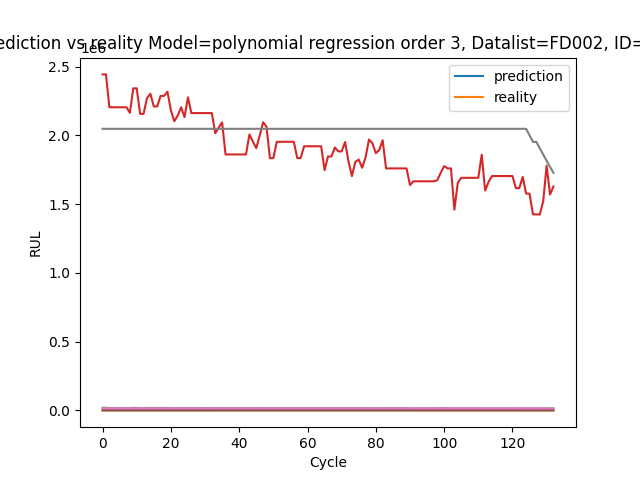 ediction vs reality Model=polynomial regression order 3, Datalist=FD002, ID=
1e6
2.5
2.0
1.5
1.0
0.5
0.0
RUL
prediction
reality
0 20 40 60 80 100 120
Cycle